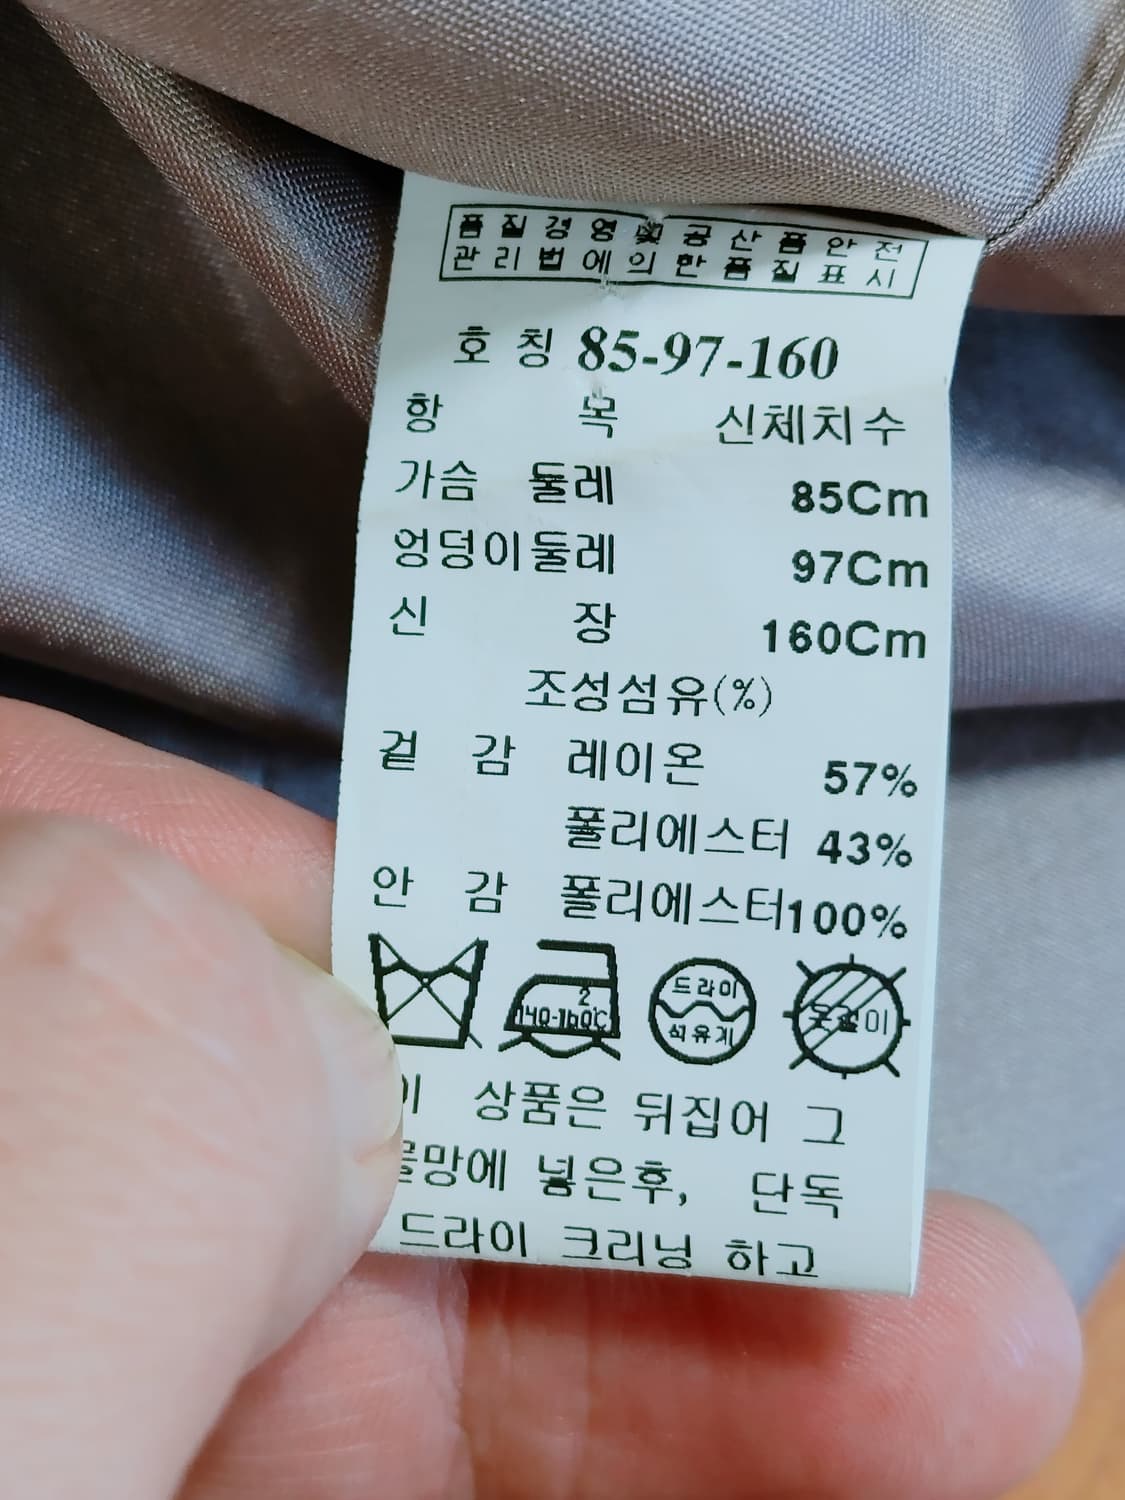 품질경영및공산품안전
관리법에의한품질표시
호 칭 85-97-160
항 목 신체치수
가슴 둘레 85Cm
엉덩이둘레 97Cm
신 장 160Cm
조성섬유(%)
겉 감 레이온 57%
폴리에스터 43%
안 감 폴리에스터100%
2
140-160℃
드라이
석유계
옷걸이
이 상품은 뒤집어 그
물망에 넣은후, 단독
드라이 크리닝 하고